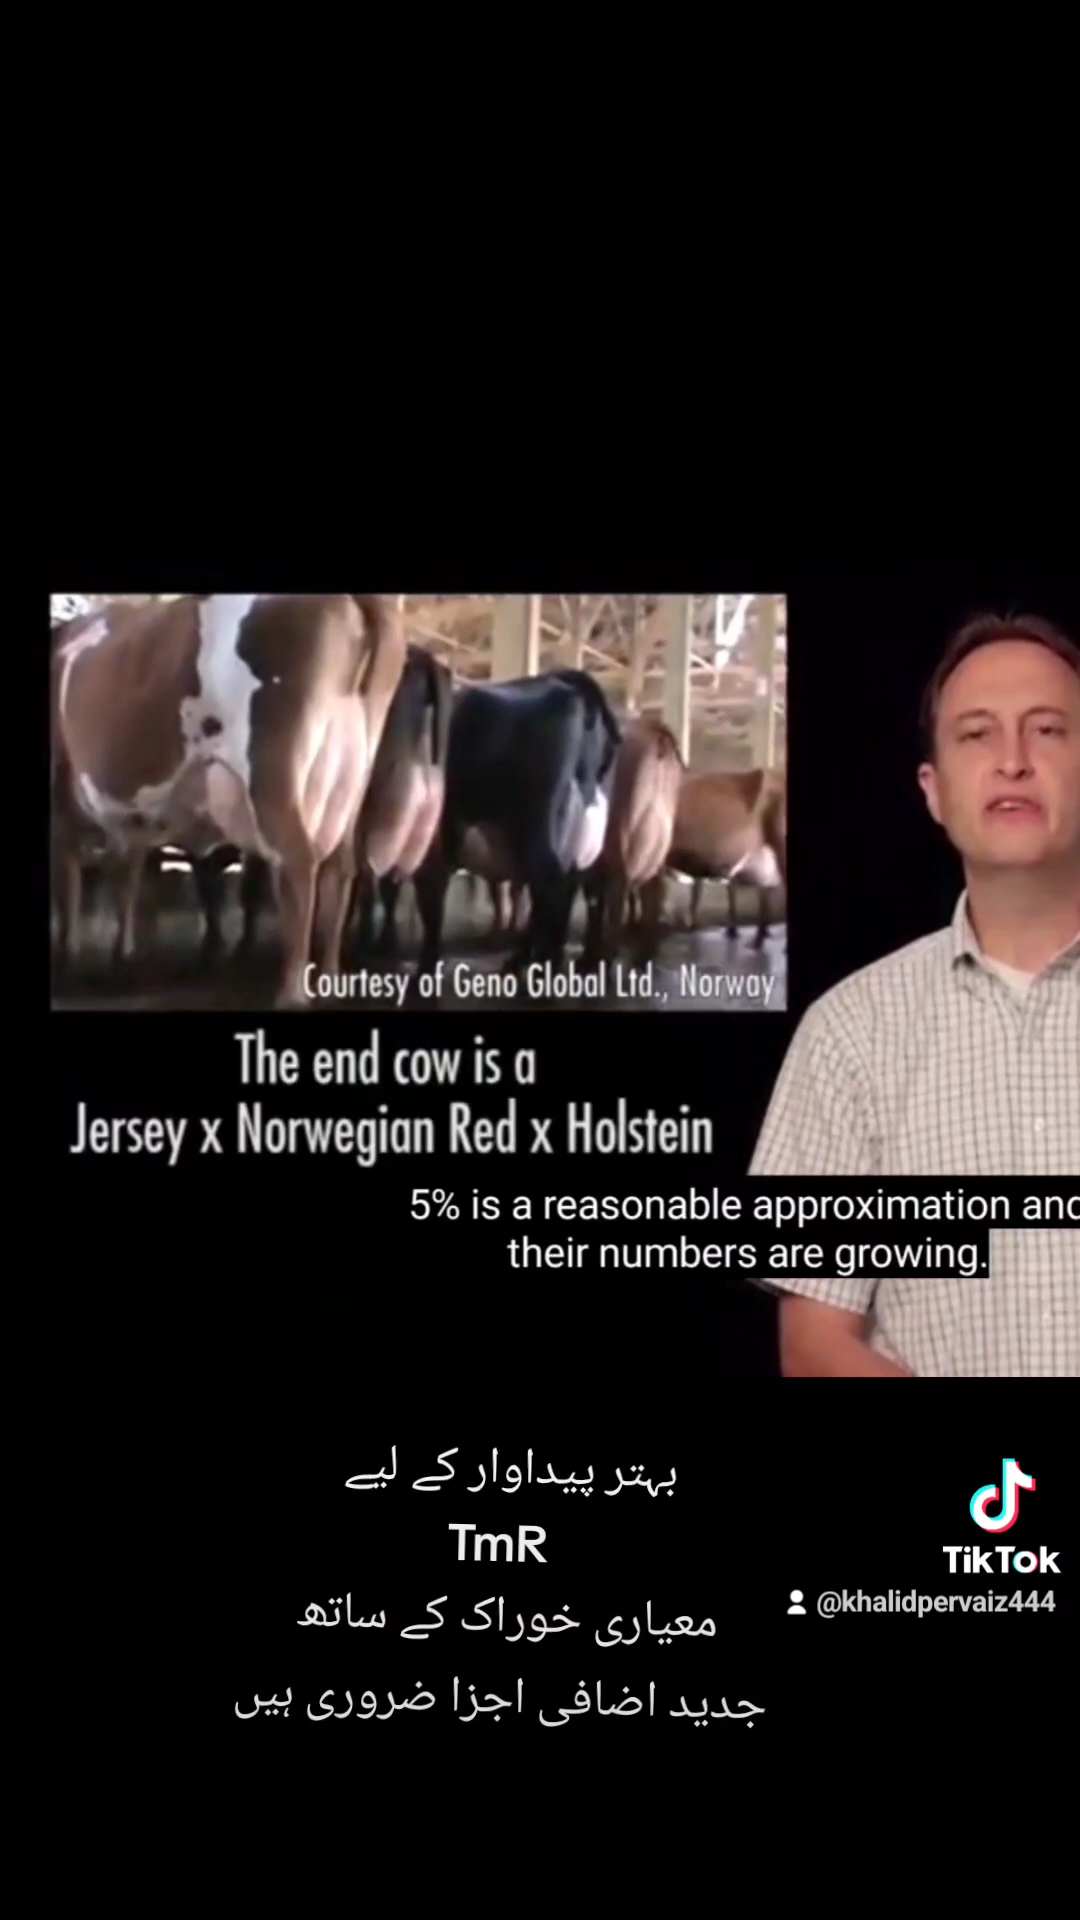 Courtesy of Geno Global Ltd., Norway
The end cow is a
Jersey x Norwegian Red x Holstein
5% is a reasonable approximation and
their numbers are growing.
بہتر پیداوار کے لیے
TmR
معیاری خوراک کے ساتھ
جدید اضافی اجزا ضروری ہیں
TikTok
@khalidpervaiz444